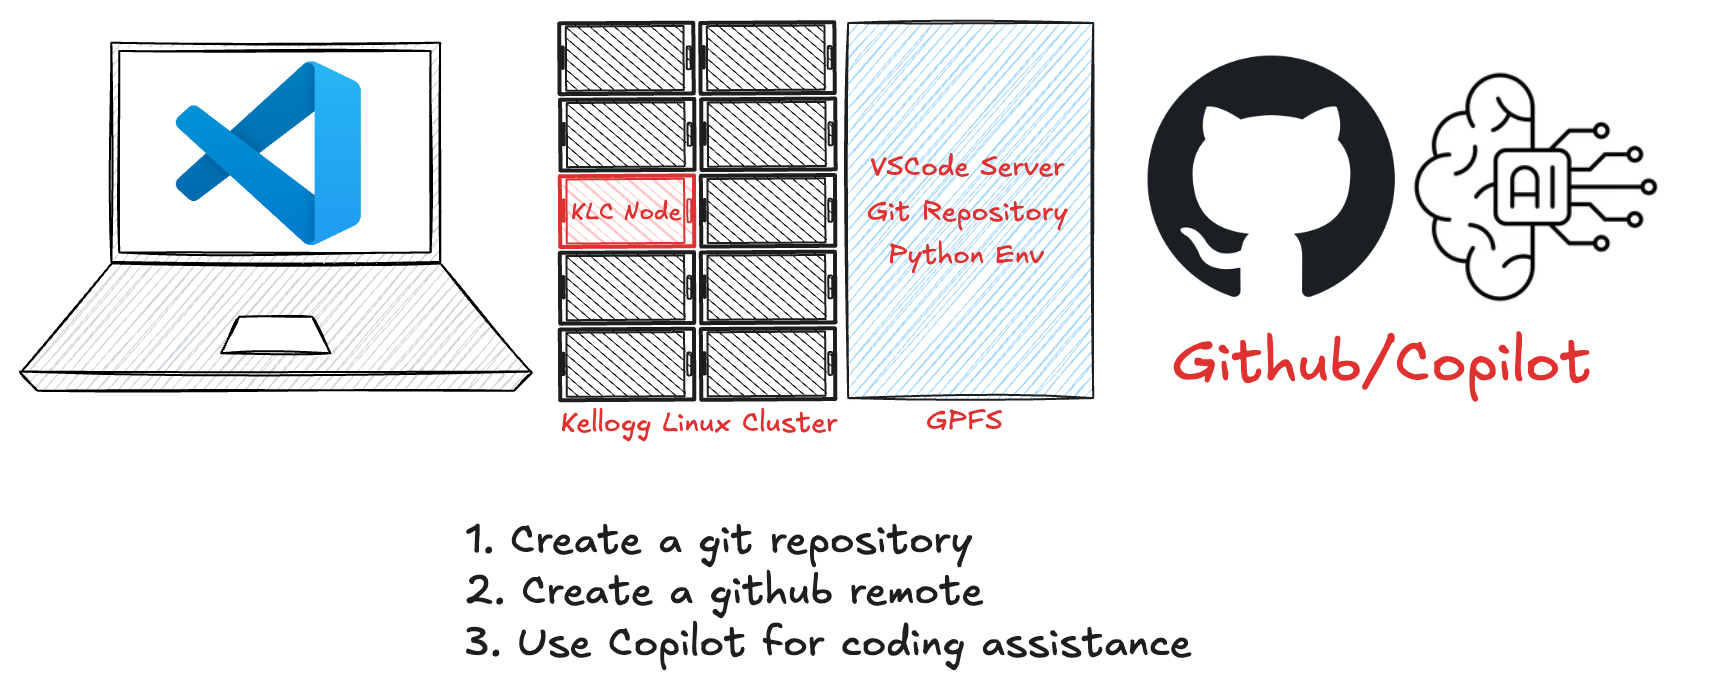 KLC Node
Kellogg Linux Cluster
VSCode Server
Git Repository
Python Env
GPFS
AI
Github/Copilot
1. Create a git repository
2. Create a github remote
3. Use Copilot for coding assistance